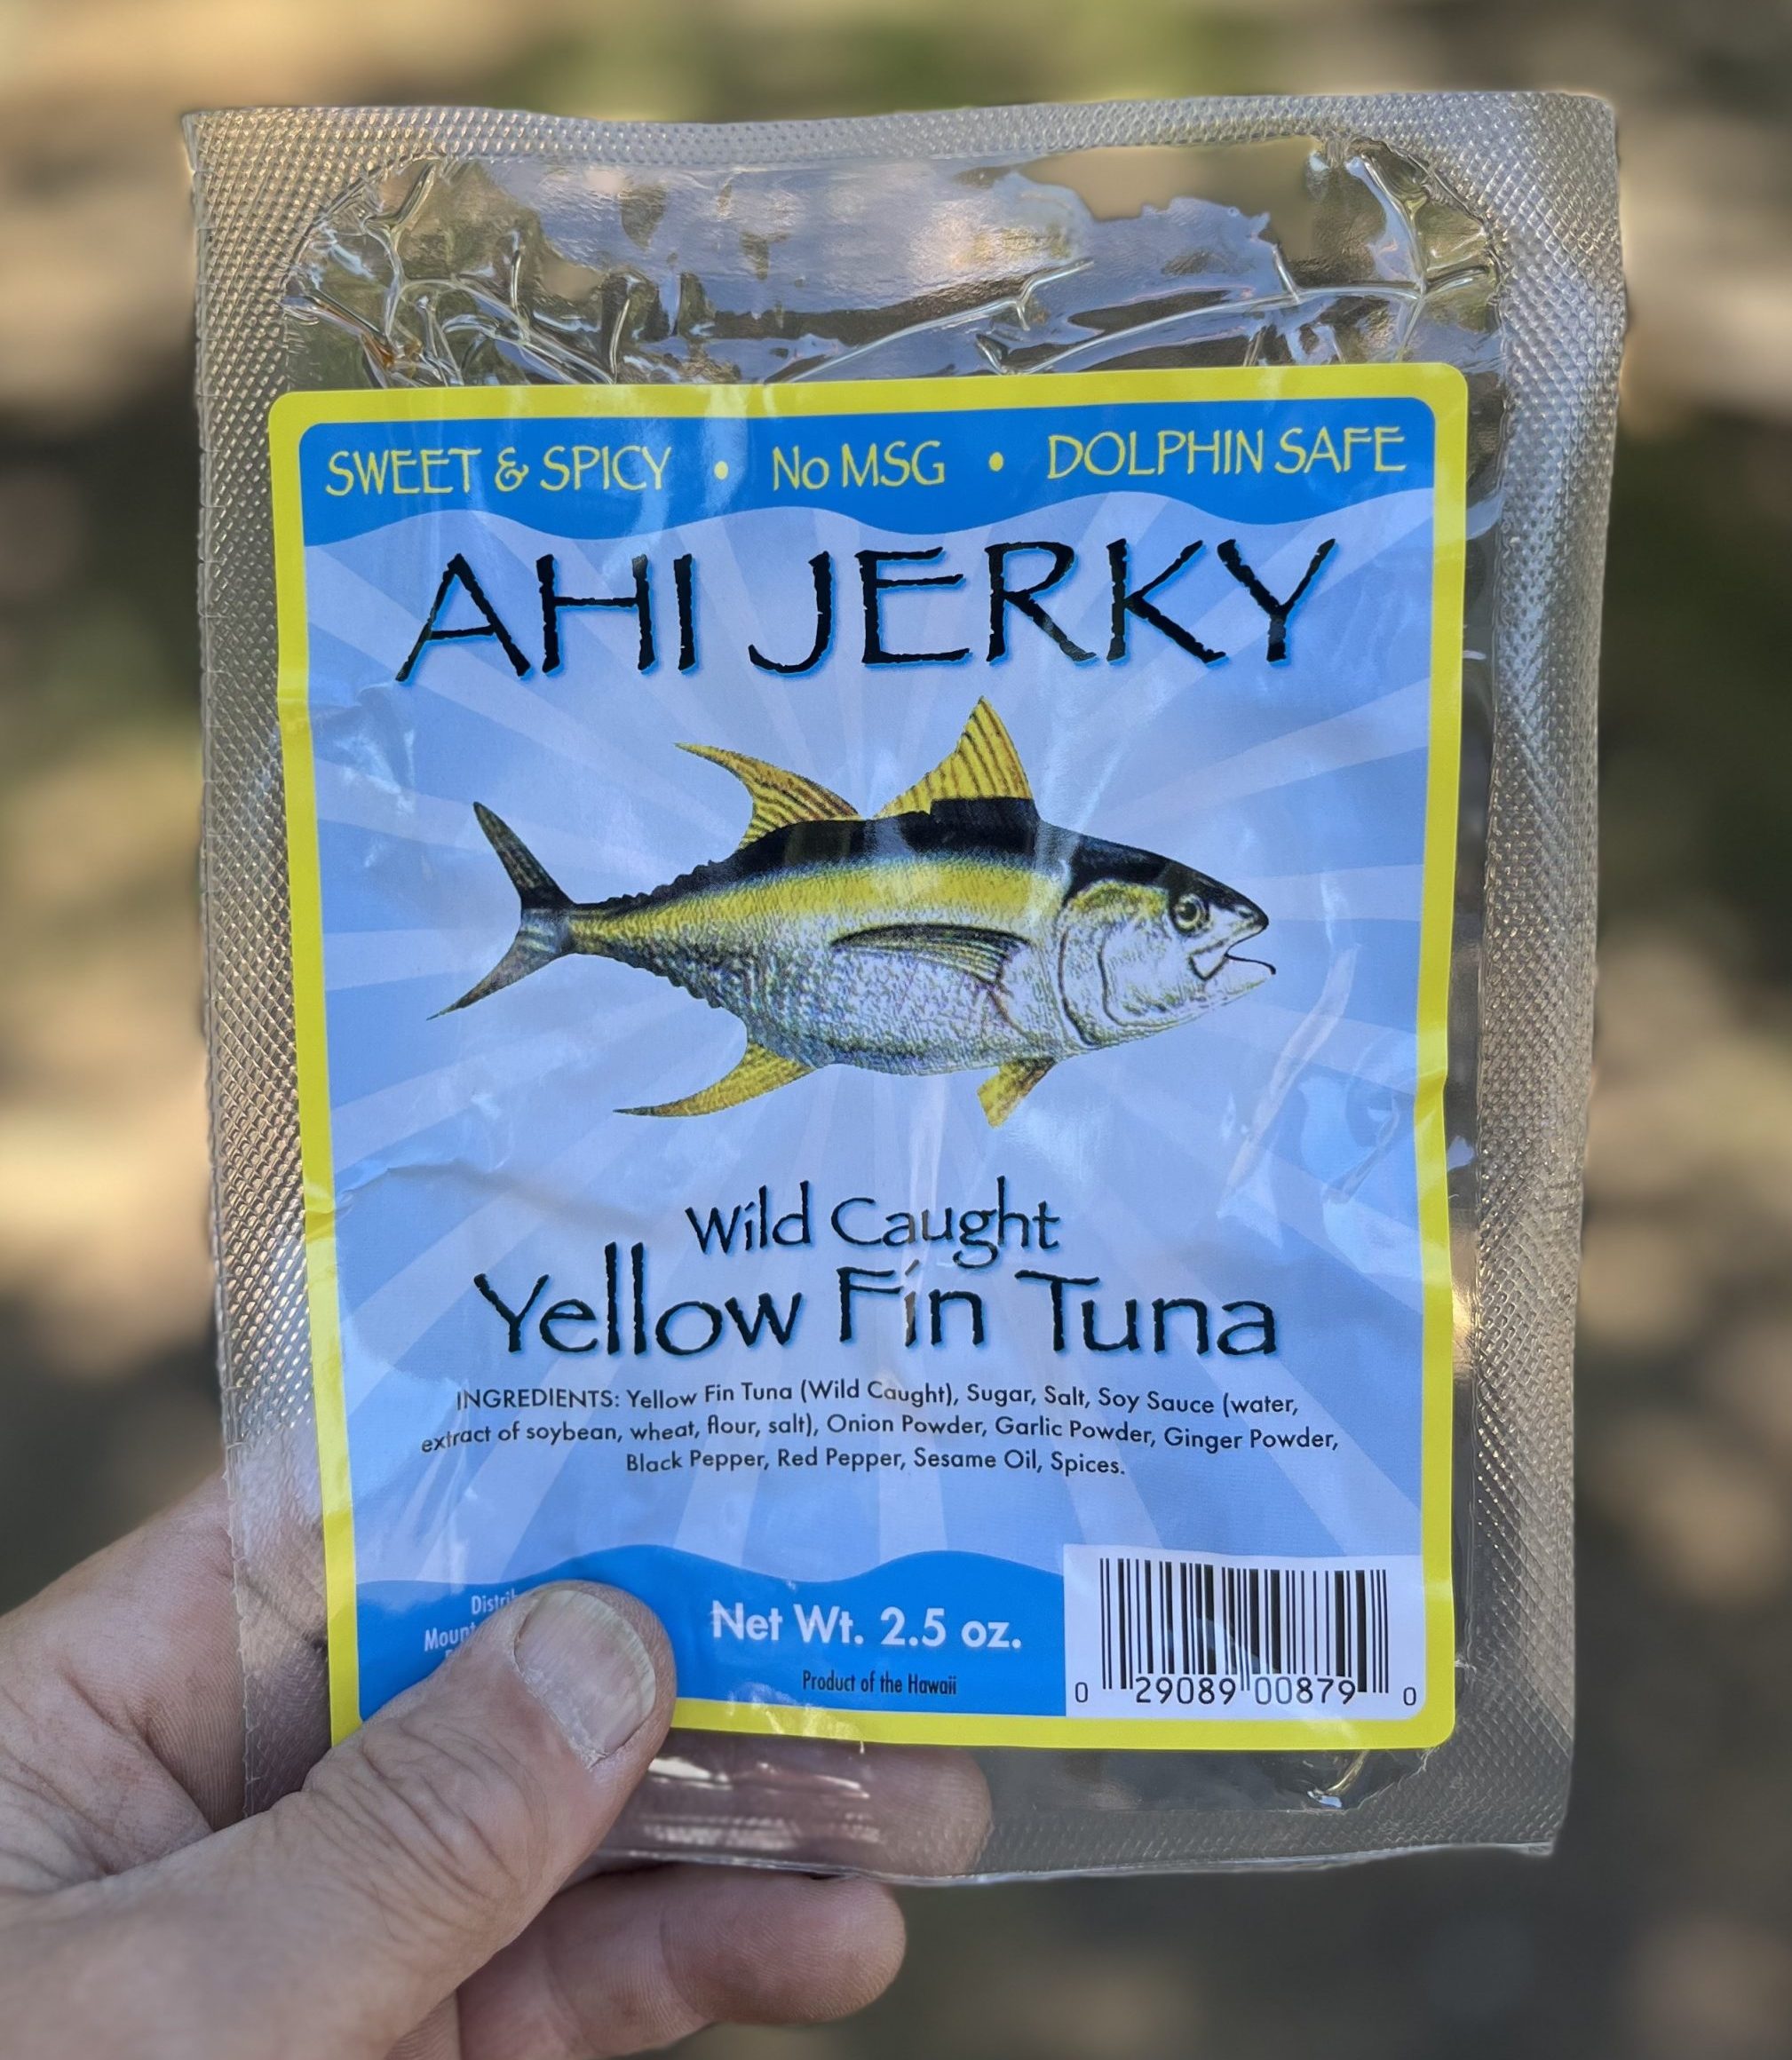 SWEET & SPICY • No MSG • DOLPHIN SAFE
AHI JERKY
Wild Caught
Yellow Fin Tuna
INGREDIENTS: Yellow Fin Tuna (Wild Caught), Sugar, Salt, Soy Sauce (water,
extract of soybean, wheat, flour, salt), Onion Powder, Garlic Powder, Ginger Powder,
Black Pepper, Red Pepper, Sesame Oil, Spices.
Net Wt. 2.5 oz.
Product of the Hawaii
0 29089 00879 0